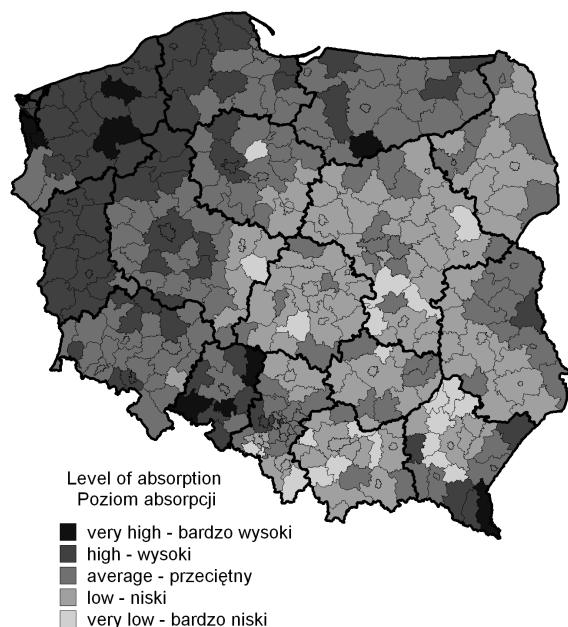 Level of absorption
Poziom absorpcji
very high - bardzo wysoki
high - wysoki
average - przeciętny
low - niski
very low - bardzo niski